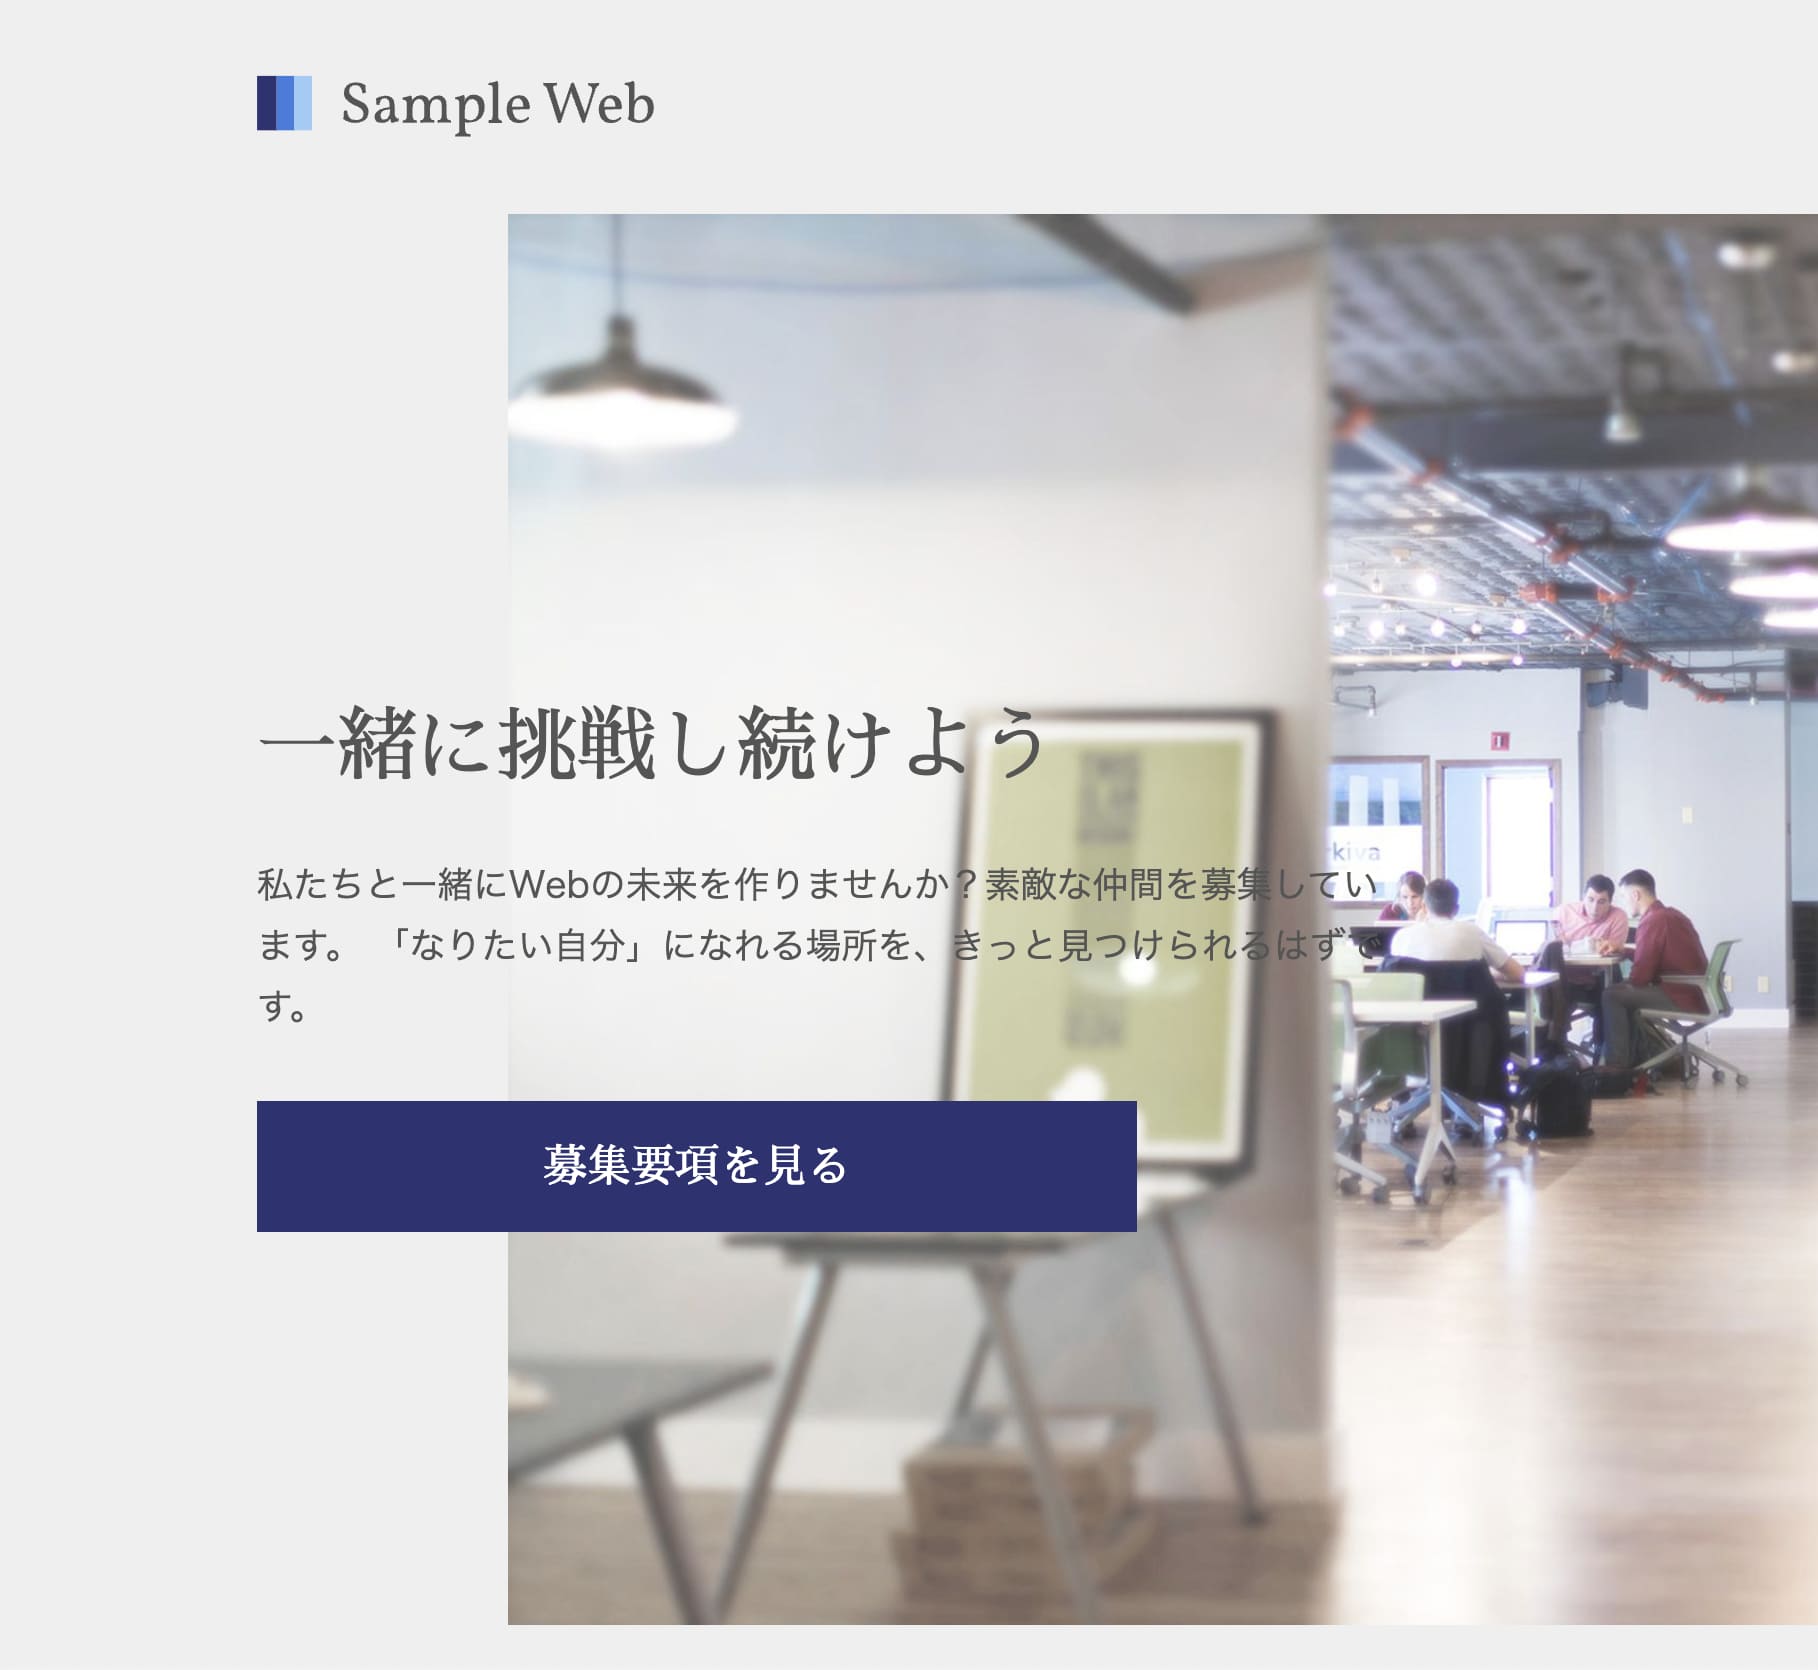 Sample Web
一緒に挑戦し続けよう
私たちと一緒にWebの未来を作りませんか？素敵な仲間を募集してい
ます。 「なりたい自分」になれる場所を、きっと見つけられるはずで
す。
募集要項を見る
kiva